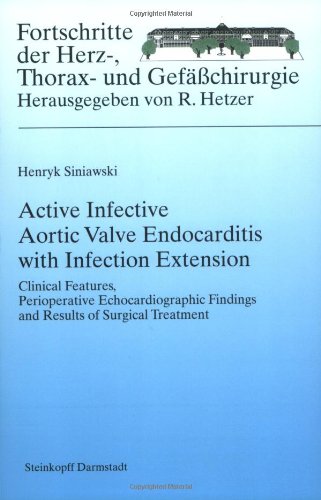 Fortschritte
der Herz-,
Thorax- und Gefäßchirurgie
Herausgegeben von R. Hetzer
Henryk Siniawski
Active Infective
Aortic Valve Endocarditis
with Infection Extension
Clinical Features,
Perioperative Echocardiographic Findings
and Results of Surgical Treatment
Steinkopff Darmstadt